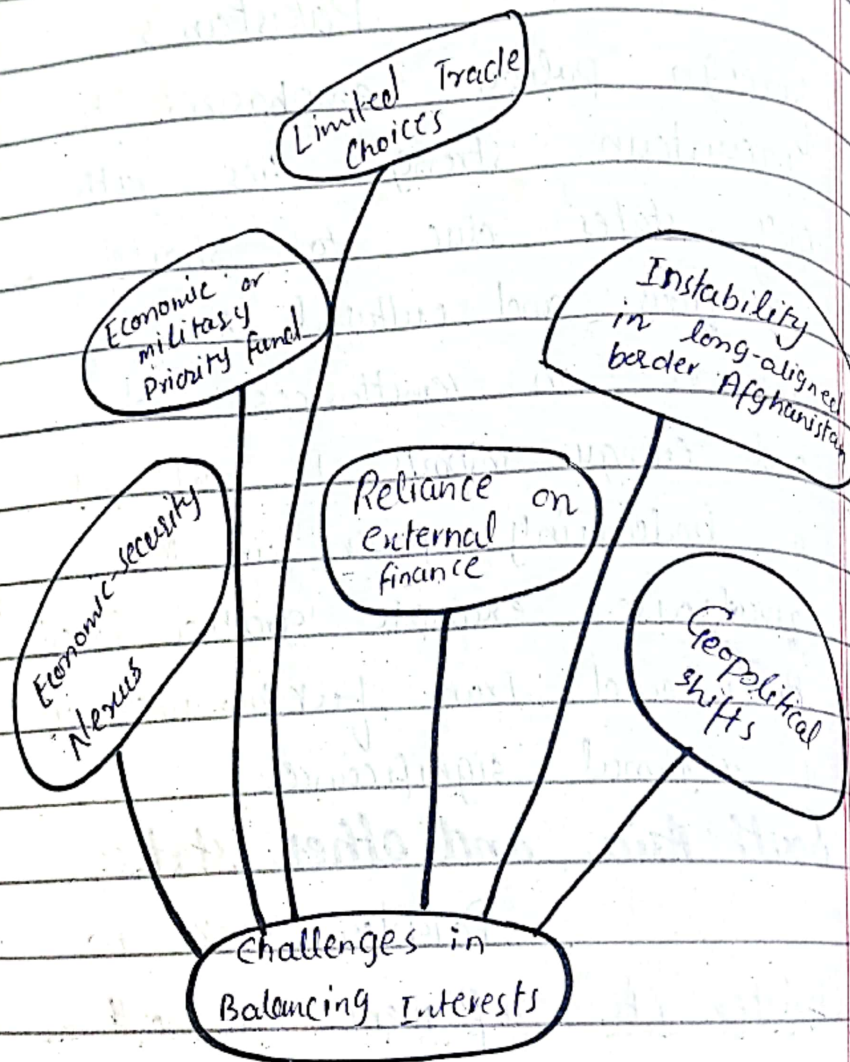 Limited Trade
Choices
Economic or
military
Priority fund
Instability
in long-aligned
border Afghanistan
Economic-security
Nexus
Reliance on
external
finance
Geopolitical
shifts
Challenges in
Balancing Interests